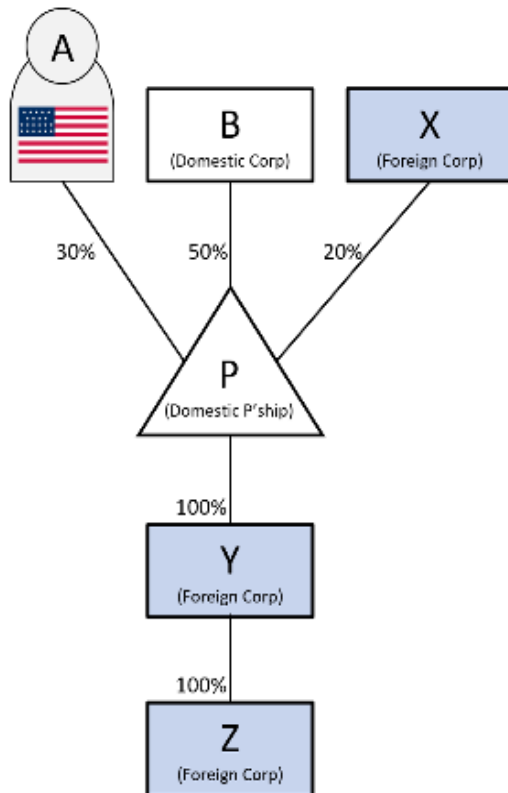 A
B
(Domestic Corp)
X
(Foreign Corp)
30%
50%
20%
P
(Domestic P'ship)
100%
Y
(Foreign Corp)
100%
Z
(Foreign Corp)